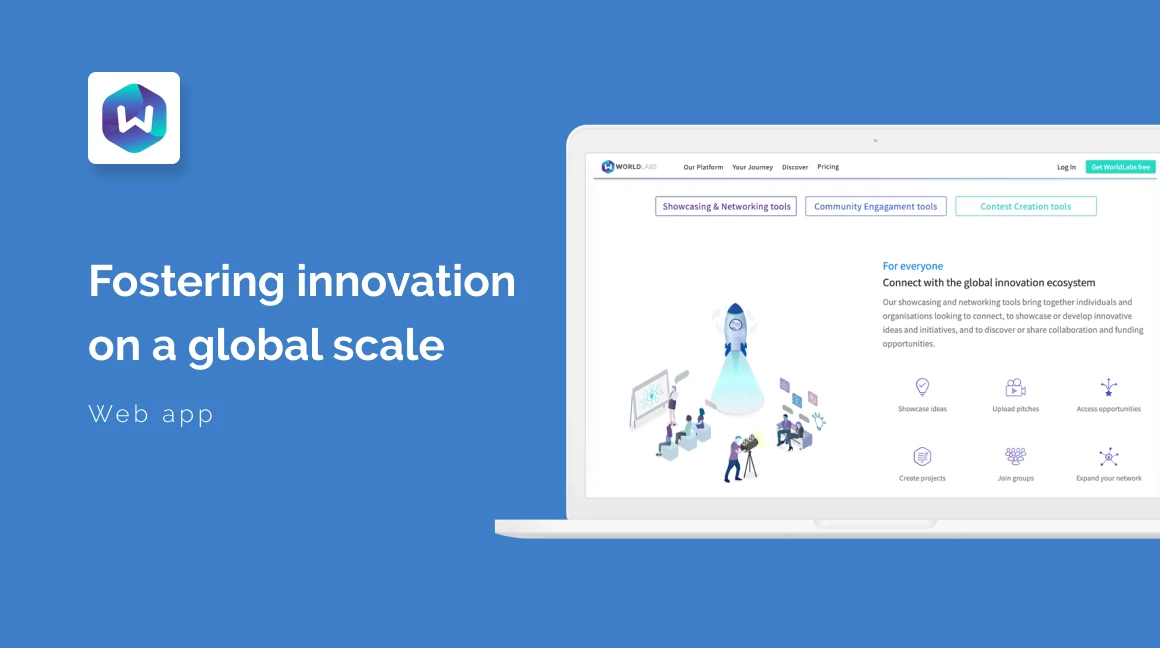 W
Fostering innovation
on a global scale
Web app
WORLDLABS
Our Platform Your Journey Discover Pricing
Log In Get WorldLabs free
Showcasing & Networking tools Community Engagament tools Contest Creation tools
For everyone
Connect with the global innovation ecosystem
Our showcasing and networking tools bring together individuals and
organisations looking to connect, to showcase or develop innovative
ideas and initiatives, and to discover or share collaboration and funding
opportunities.
Showcase ideas Upload pitches Access opportunities
Create projects Join groups Expand your network